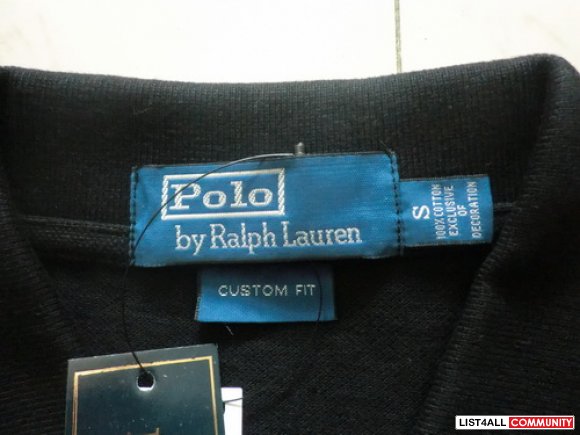 Polo
by Ralph Lauren
S
100% COTTON
EXCLUSIVE
OF
DECORATION
CUSTOM FIT
LIST4ALL COMMUNITY